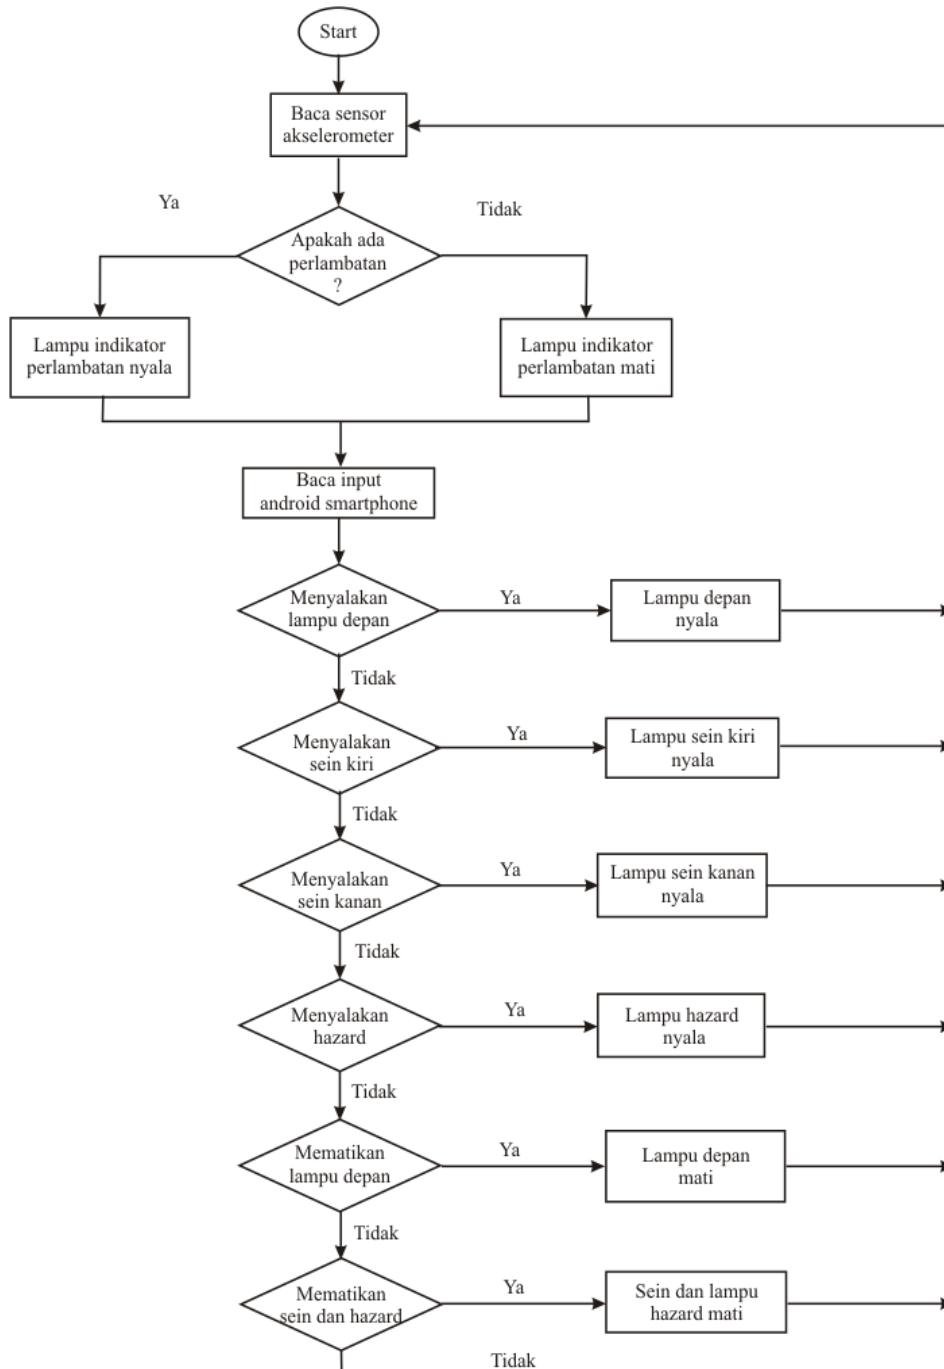 Start
Baca sensor
akselerometer
Ya
Tidak
Apakah ada
perlambatan
?
Lampu indikator
perlambatan nyala
Lampu indikator
perlambatan mati
Baca input
android smartphone
Menyalakan
lampu depan
Ya
Lampu depan
nyala
Tidak
Menyalakan
sein kiri
Ya
Lampu sein kiri
nyala
Tidak
Menyalakan
sein kanan
Ya
Lampu sein kanan
nyala
Tidak
Menyalakan
hazard
Ya
Lampu hazard
nyala
Tidak
Mematikan
lampu depan
Ya
Lampu depan
mati
Tidak
Mematikan
sein dan hazard
Ya
Sein dan lampu
hazard mati
Tidak